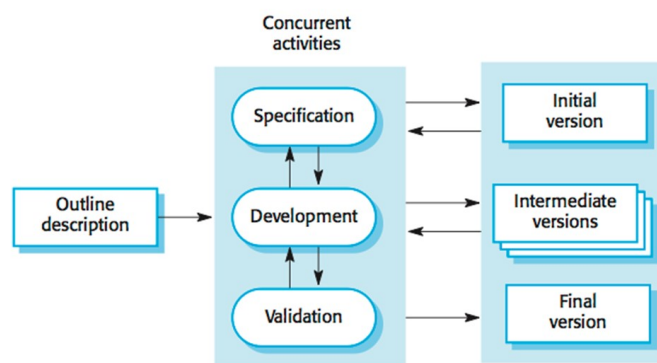 Concurrent
activities
Specification
Initial
version
Outline
description
Development
Intermediate
versions
Validation
Final
version